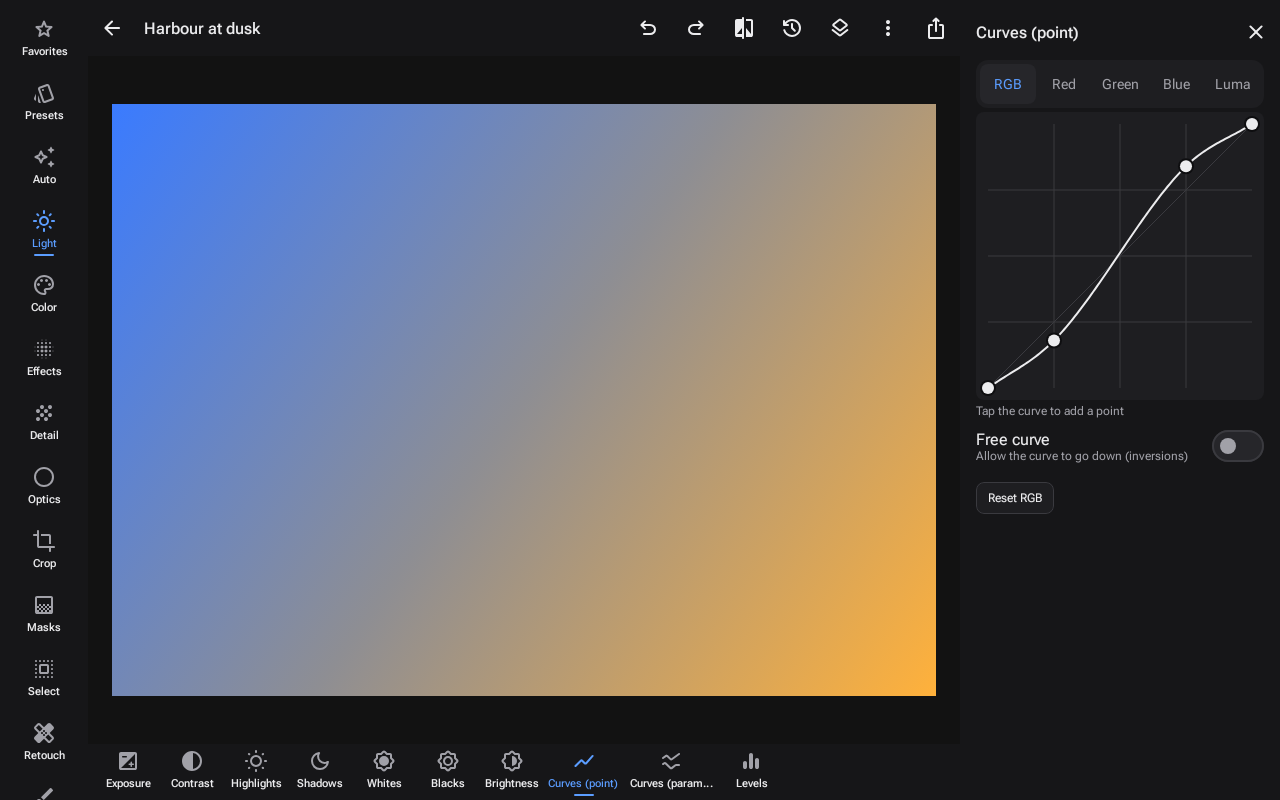 Harbour at dusk
Favorites
Presets
Auto
Light
Color
Effects
Detail
Optics
Crop
Masks
Select
Retouch
Exposure
Contrast
Highlights
Shadows
Whites
Blacks
Brightness
Curves (point)
Curves (param...
Levels
Curves (point)
RGB
Red
Green
Blue
Luma
Tap the curve to add a point
Free curve
Allow the curve to go down (inversions)
Reset RGB